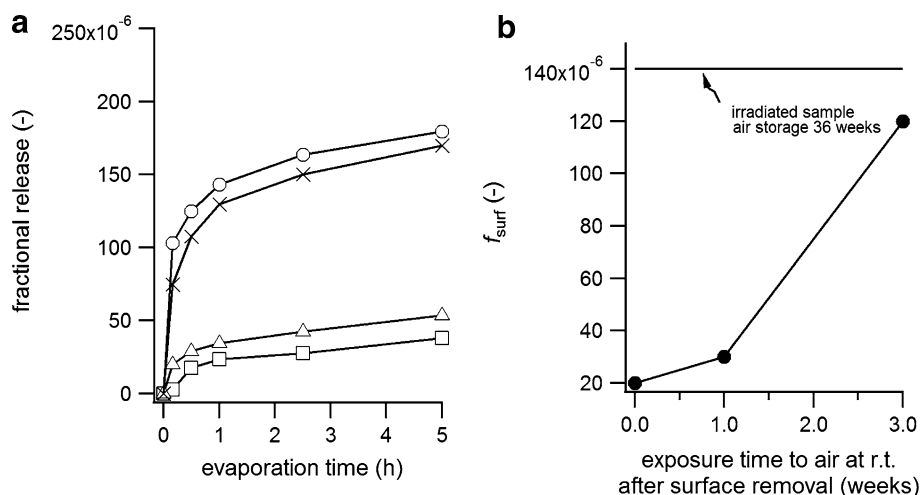 a
250x10-6
200
150
100
50
0
fractional release (-)
0 1 2 3 4 5
evaporation time (h)
b
140x10-6
120
100
80
60
40
20
fsurf (-)
irradiated sample
air storage 36 weeks
0.0 1.0 2.0 3.0
exposure time to air at r.t.
after surface removal (weeks)